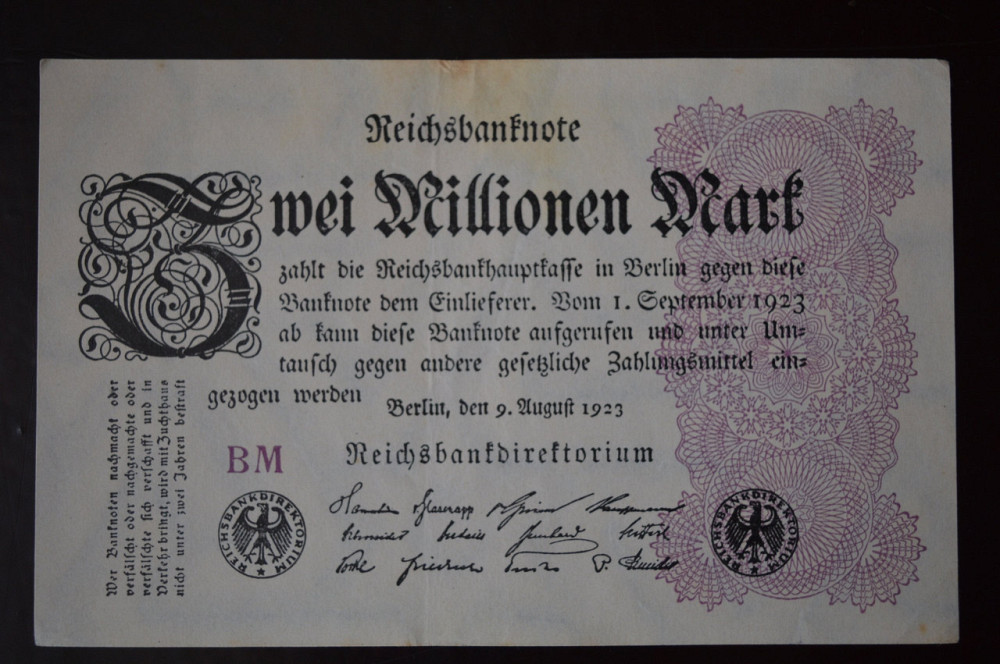 Reichsbanknote
Zwei Millionen Mark
zahlt die Reichsbankhauptkasse in Berlin gegen diese
Banknote dem Einlieferer. Vom 1. September 1923
ab kann diese Banknote aufgerufen und unter Um-
tausch gegen andere gesetzliche Zahlungsmittel ein-
gezogen werden
Berlin, den 9. August 1923
Reichsbankdirektorium
BM
Wer Banknoten nachmacht oder
verfälscht oder nachgemachte oder
verfälschte sich verschafft und in
Verkehr bringt, wird mit Zuchthaus
nicht unter zwei Jahren bestraft
REICHSBANKDIREKTORIUM
REICHSBANKDIREKTORIUM